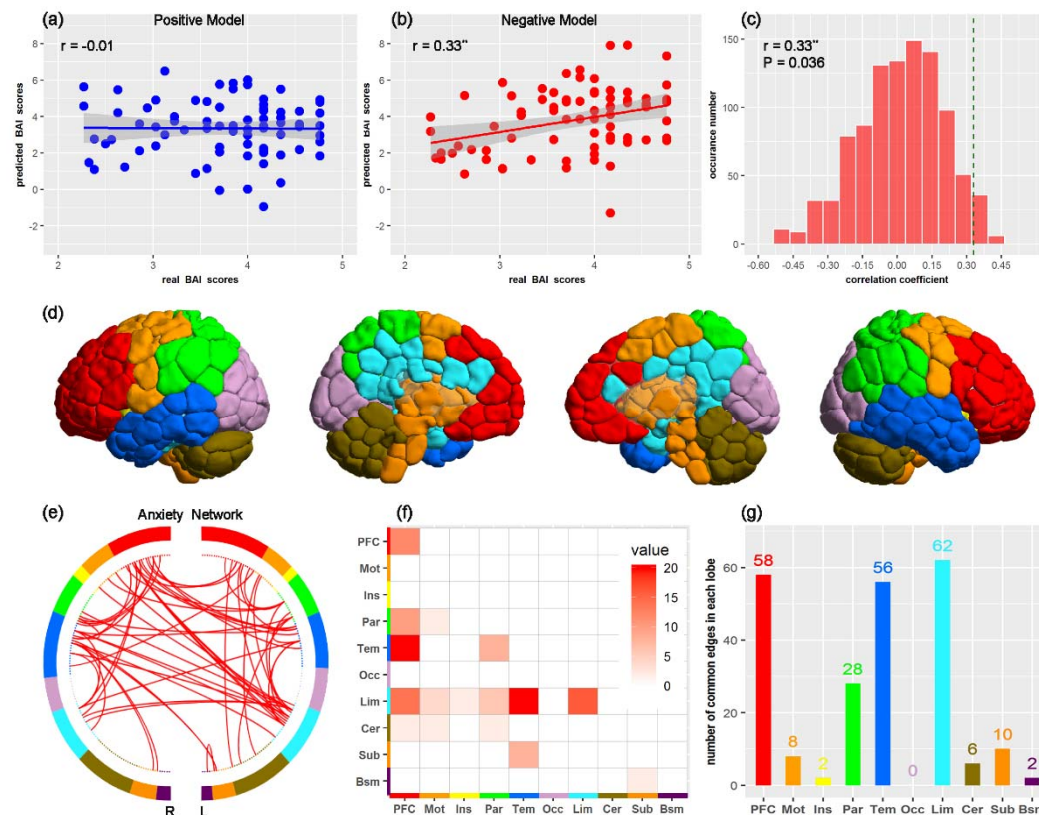 (a) Positive Model
r = -0.01
8
6
4
2
0
-2
predicted BAI scores
2 3 4 5
real BAI scores
(b) Negative Model
r = 0.33"
8
6
4
2
0
-2
predicteed BAI scores
2 3 4 5
real BAI scores
(c)
r = 0.33"
P = 0.036
150
100
50
0
occurance number
-0.60 -0.45 -0.15 0.00 0.15 0.30 0.45
correlation coefficient
(d)
(e) Anxiety Network
R L
(f)
PFC
Mot
Ins
Par
Tem
Occ
Lim
Cer
Sub
Bsm
value
20
15
10
5
0
PFC Mot Ins Par Tem Occ Lim Cer Sub Bsm
(g)
number of common edges in each lobe
60
40
20
0
58 8 2 28 56 0 62 6 10 2
PFC Mot Ins Par Tem Occ Lim Cer Sub Bsm